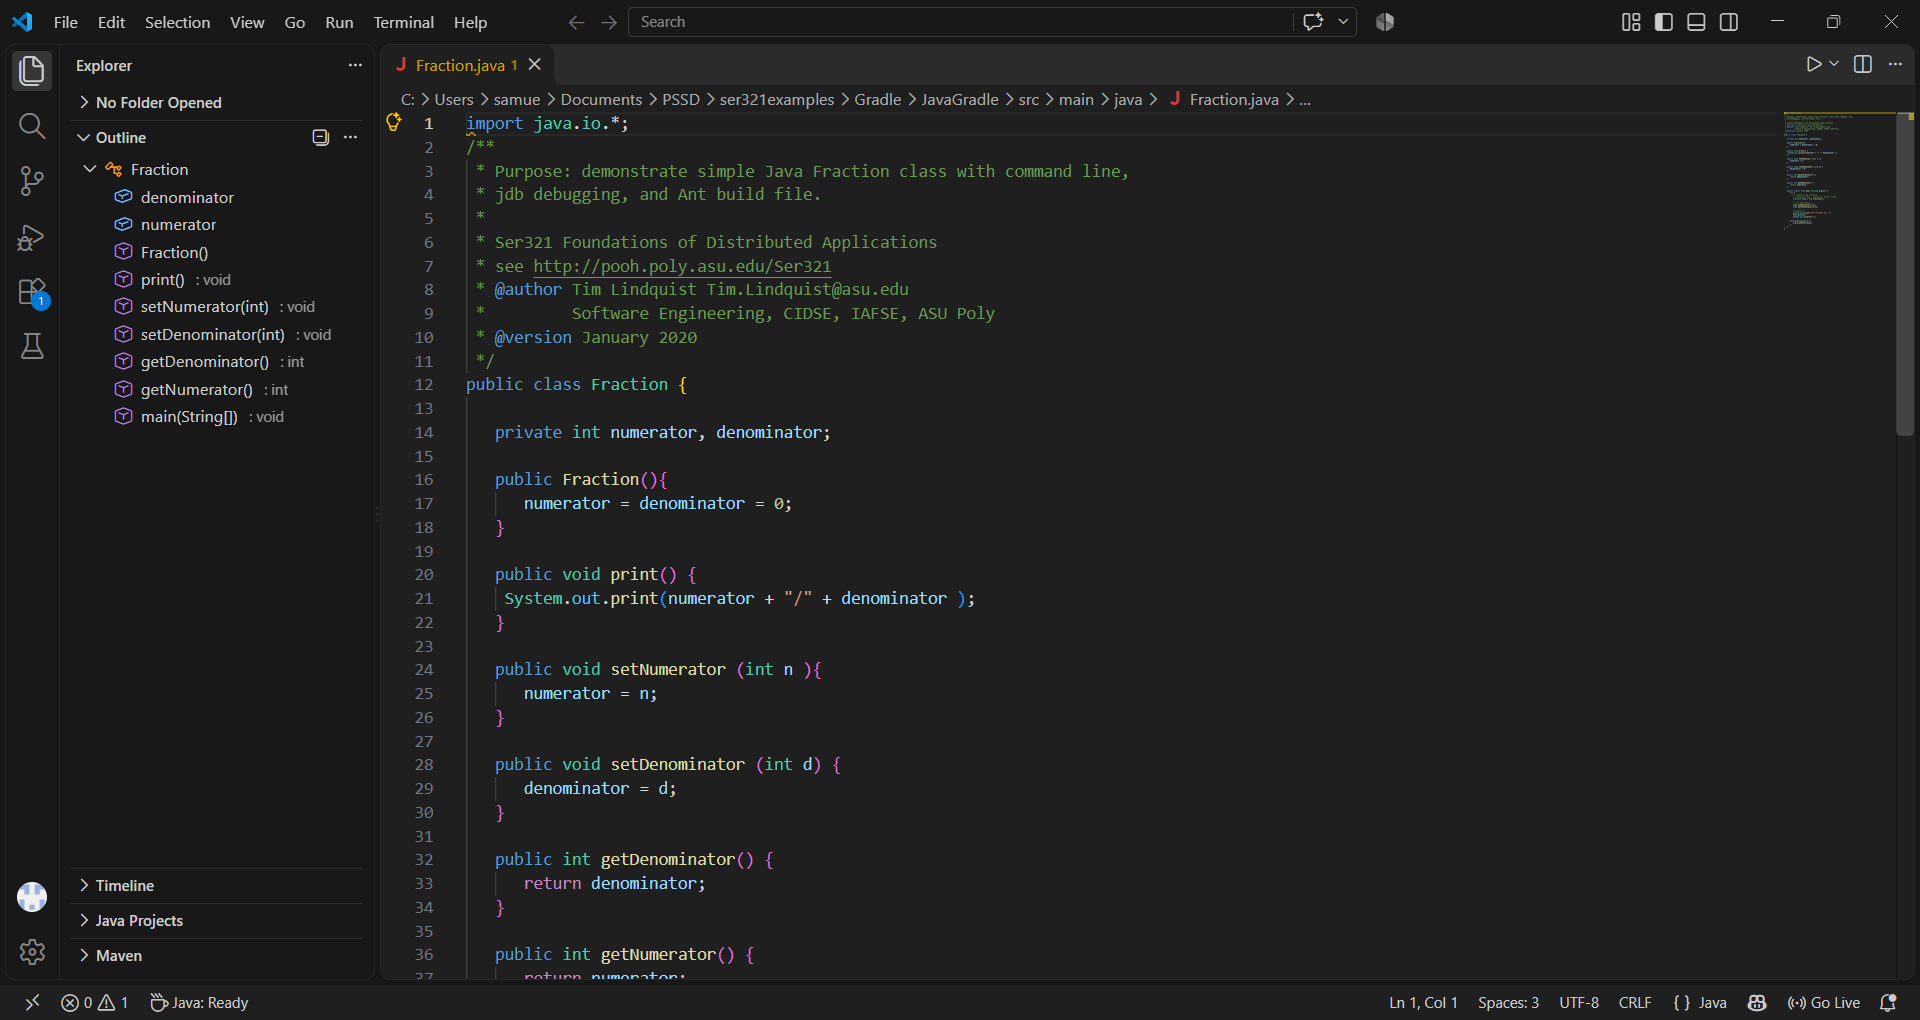 File Edit Selection View Go Run Terminal Help
Search
Explorer
No Folder Opened
Outline
Fraction
denominator
numerator
Fraction()
print() : void
setNumerator(int) : void
setDenominator(int) : void
getDenominator() : int
getNumerator() : int
main(String[]) : void
1
Timeline
Java Projects
Maven
Fraction.java 1
C: > Users > samue > Documents > PSSD > ser321examples > Gradle > JavaGradle > src > main > java > J Fraction.java > ...
1 import java.io.*;
2 /**
3 * Purpose: demonstrate simple Java Fraction class with command line,
4 * jdb debugging, and Ant build file.
5 *
6 * Ser321 Foundations of Distributed Applications
7 * see http://pooh.poly.asu.edu/Ser321
8 * @author Tim Lindquist Tim.Lindquist@asu.edu
9 * Software Engineering, CIDSE, IAFSE, ASU Poly
10 * @version January 2020
11 */
12 public class Fraction {
13
14 private int numerator, denominator;
15
16 public Fraction(){
17 numerator = denominator = 0;
18 }
19
20 public void print() {
21 System.out.print(numerator + "/" + denominator );
22 }
23
24 public void setNumerator (int n ){
25 numerator = n;
26 }
27
28 public void setDenominator (int d) {
29 denominator = d;
30 }
31
32 public int getDenominator() {
33 return denominator;
34 }
35
36 public int getNumerator() {
37 return numerator;
0 1 Java: Ready
Ln 1, Col 1 Spaces: 3 UTF-8 CRLF { } Java Go Live